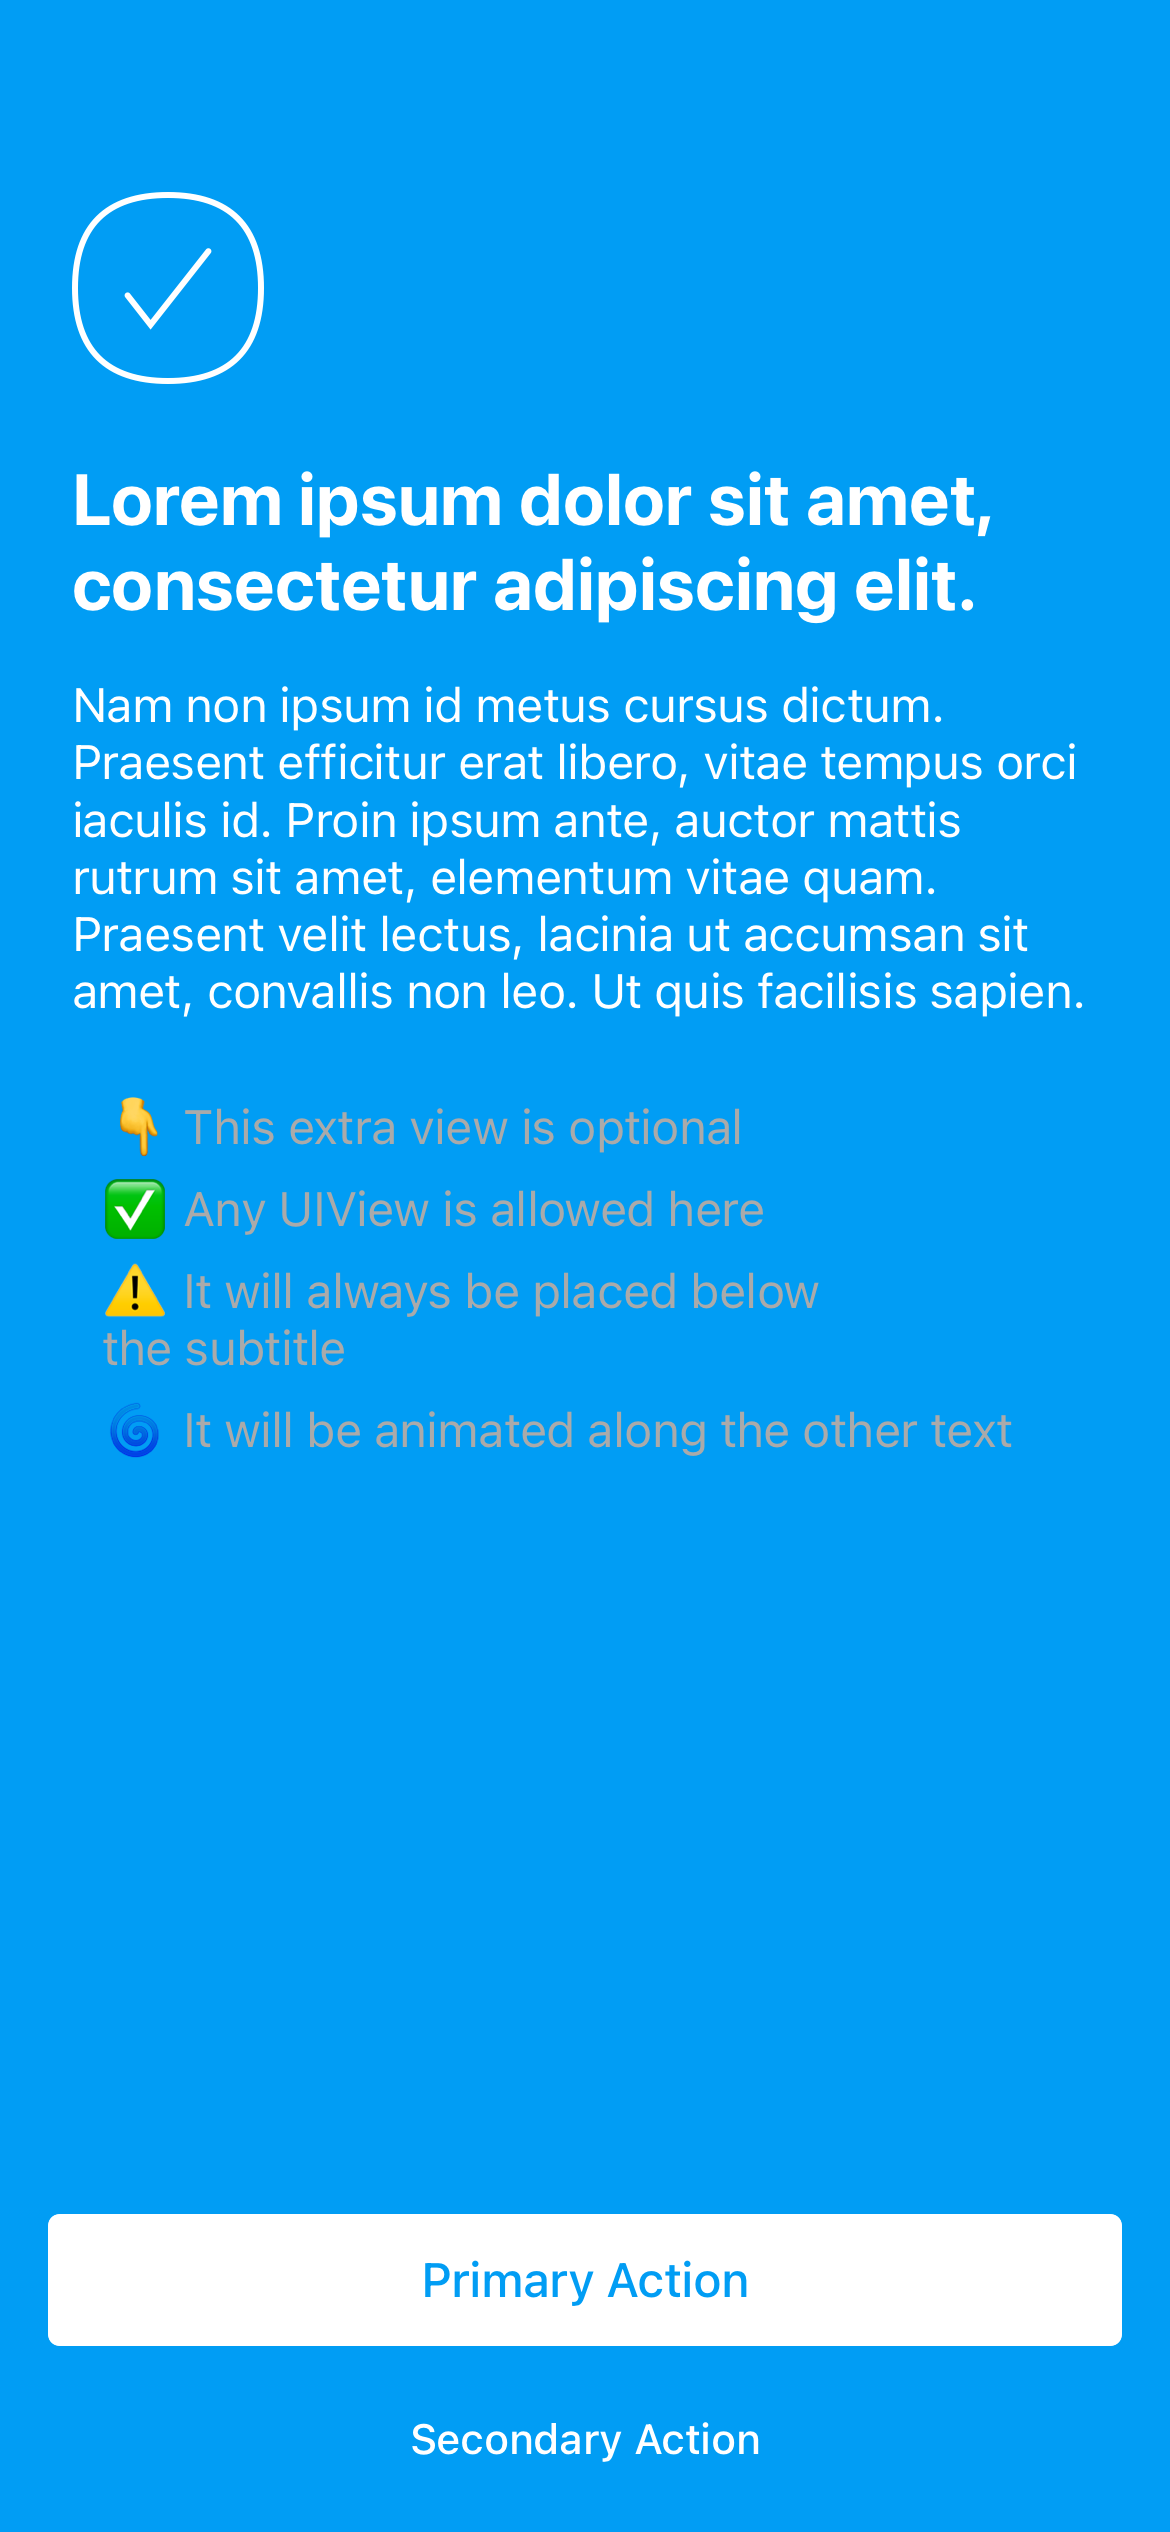 Lorem ipsum dolor sit amet,
consectetur adipiscing elit.
Nam non ipsum id metus cursus dictum.
Praesent efficitur erat libero, vitae tempus orci
iaculis id. Proin ipsum ante, auctor mattis
rutrum sit amet, elementum vitae quam.
Praesent velit lectus, lacinia ut accumsan sit
amet, convallis non leo. Ut quis facilisis sapien.
👇 This extra view is optional
✅ Any UIView is allowed here
⚠️ It will always be placed below
the subtitle
🌀 It will be animated along the other text
Primary Action
Secondary Action